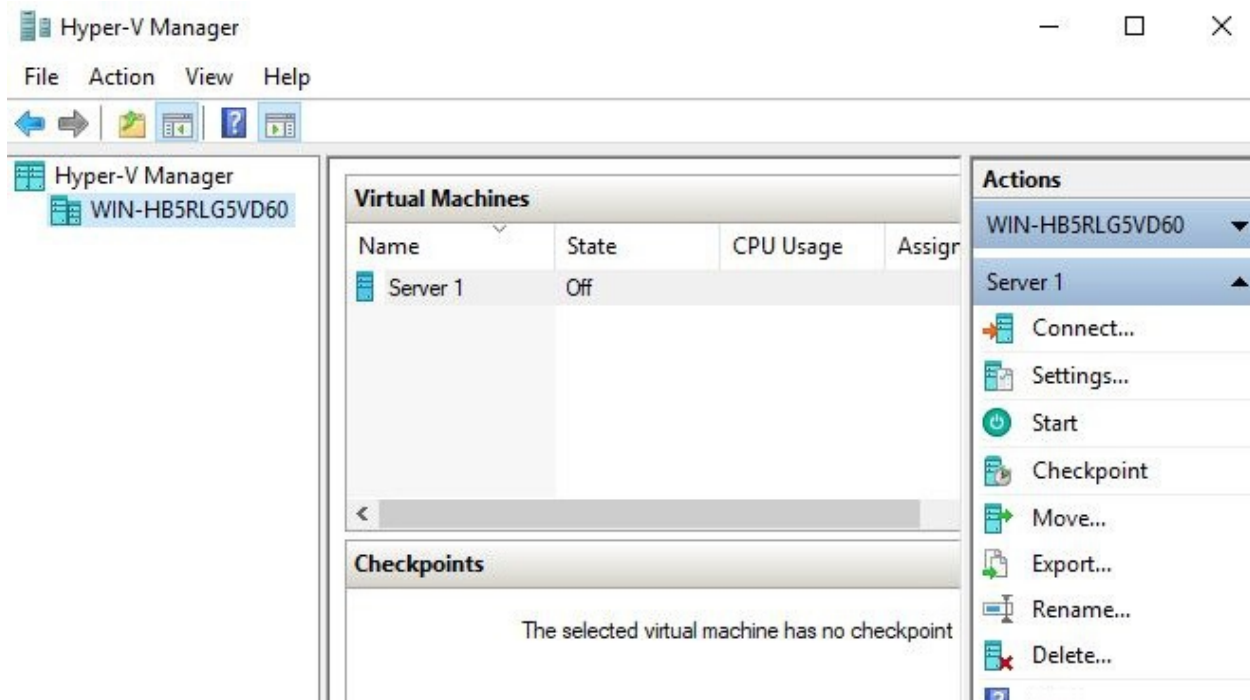 Hyper-V Manager
File Action View Help
Hyper-V Manager
WIN-HB5RLG5VD60
Virtual Machines
Name State CPU Usage
Server 1 Off
Checkpoints
The selected virtual machine has no checkpoint
Actions
WIN-HB5RLG5VD60
Server 1
Connect...
Settings...
Start
Checkpoint
Move...
Export...
Rename...
Delete...